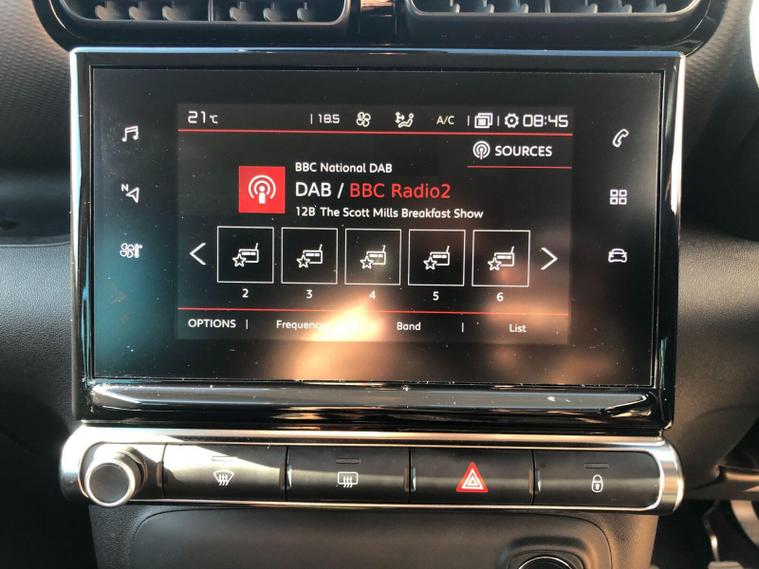 21°c | 18.5 A/C | | 08:45
SOURCES
BBC National DAB
DAB / BBC Radio2
12B The Scott Mills Breakfast Show
N
2 3 4 5 6
OPTIONS | Frequency Band | List